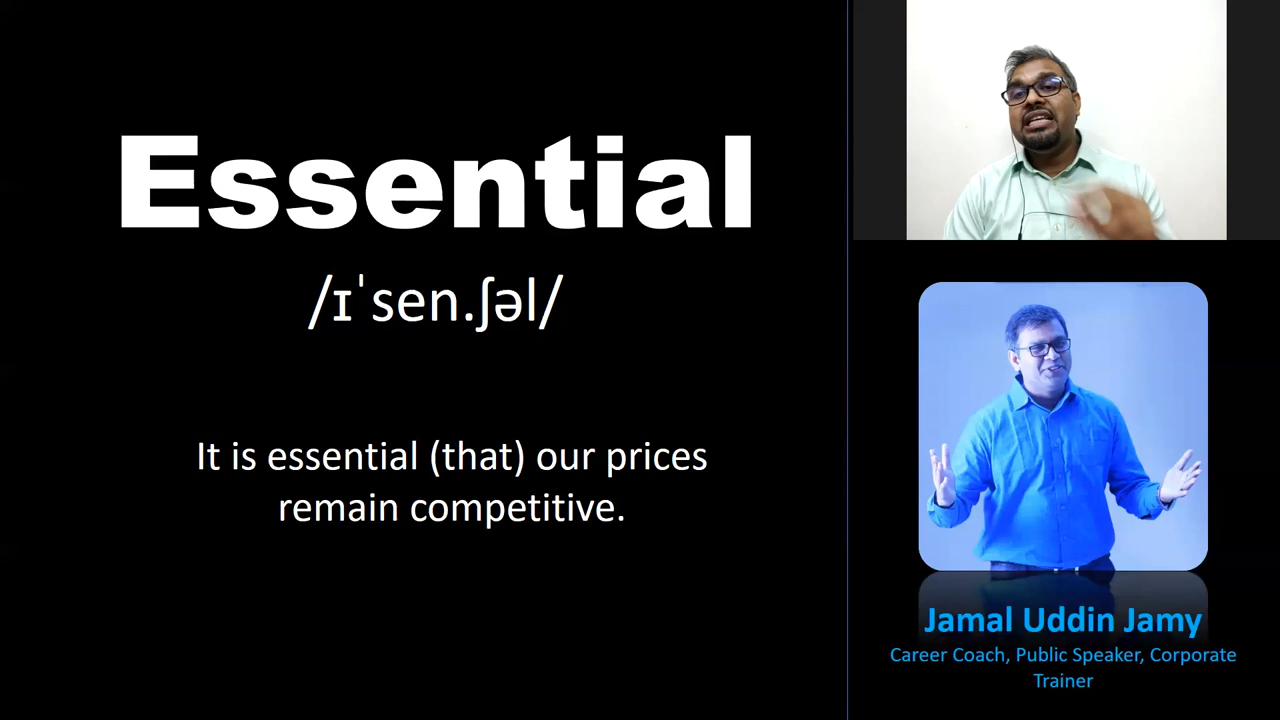 Essential
/ɪˈsen.ʃəl/
It is essential (that) our prices
remain competitive.
Jamal Uddin Jamy
Career Coach, Public Speaker, Corporate
Trainer